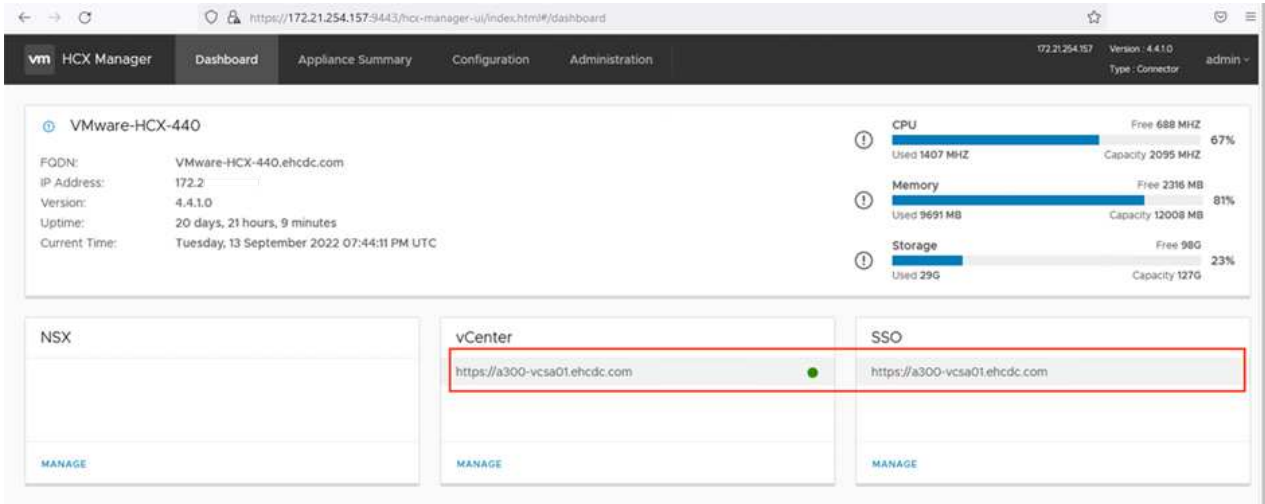 https://172.21.254.157:9443/hcx-manager-ui/index.html#/dashboard
vm HCX Manager Dashboard Appliance Summary Configuration Administration 172.21.254.157 Version : 4.4.1.0 admin
Type : Connector
VMware-HCX-440
FQDN: VMware-HCX-440.ehcdc.com
IP Address: 172.2
Version: 4.4.1.0
Uptime: 20 days, 21 hours, 9 minutes
Current Time: Tuesday, 13 September 2022 07:44:11 PM UTC
CPU Free 688 MHZ
67%
Used 1407 MHZ Capacity 2095 MHZ
Memory Free 2316 MB
81%
Used 9691 MB Capacity 12008 MB
Storage Free 98G
23%
Used 29G Capacity 127G
NSX vCenter SSO
https://a300-vcsa01.ehcdc.com https://a300-vcsa01.ehcdc.com
MANAGE MANAGE MANAGE